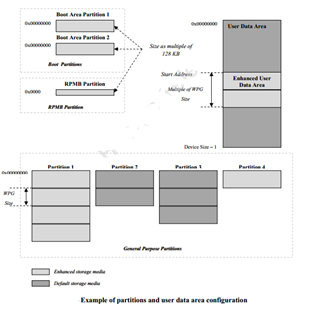 Boot Area Partition 1
0x00000000
Boot Area Partition 2
0x00000000
Boot Partitions
Size as multiple of
128 KB
RPMB Partition
0x0000
RPMB Partition
0x00000000
User Data Area
Start Address
Enhanced User
Data Area
Multiple of WPG
Size
Device Size – 1
Partition 1
Partition 2
Partition 3
Partition 4
0x00000000
WPG
Size
General Purpose Partitions
Enhanced storage media
Default storage media
Example of partitions and user data area configuration